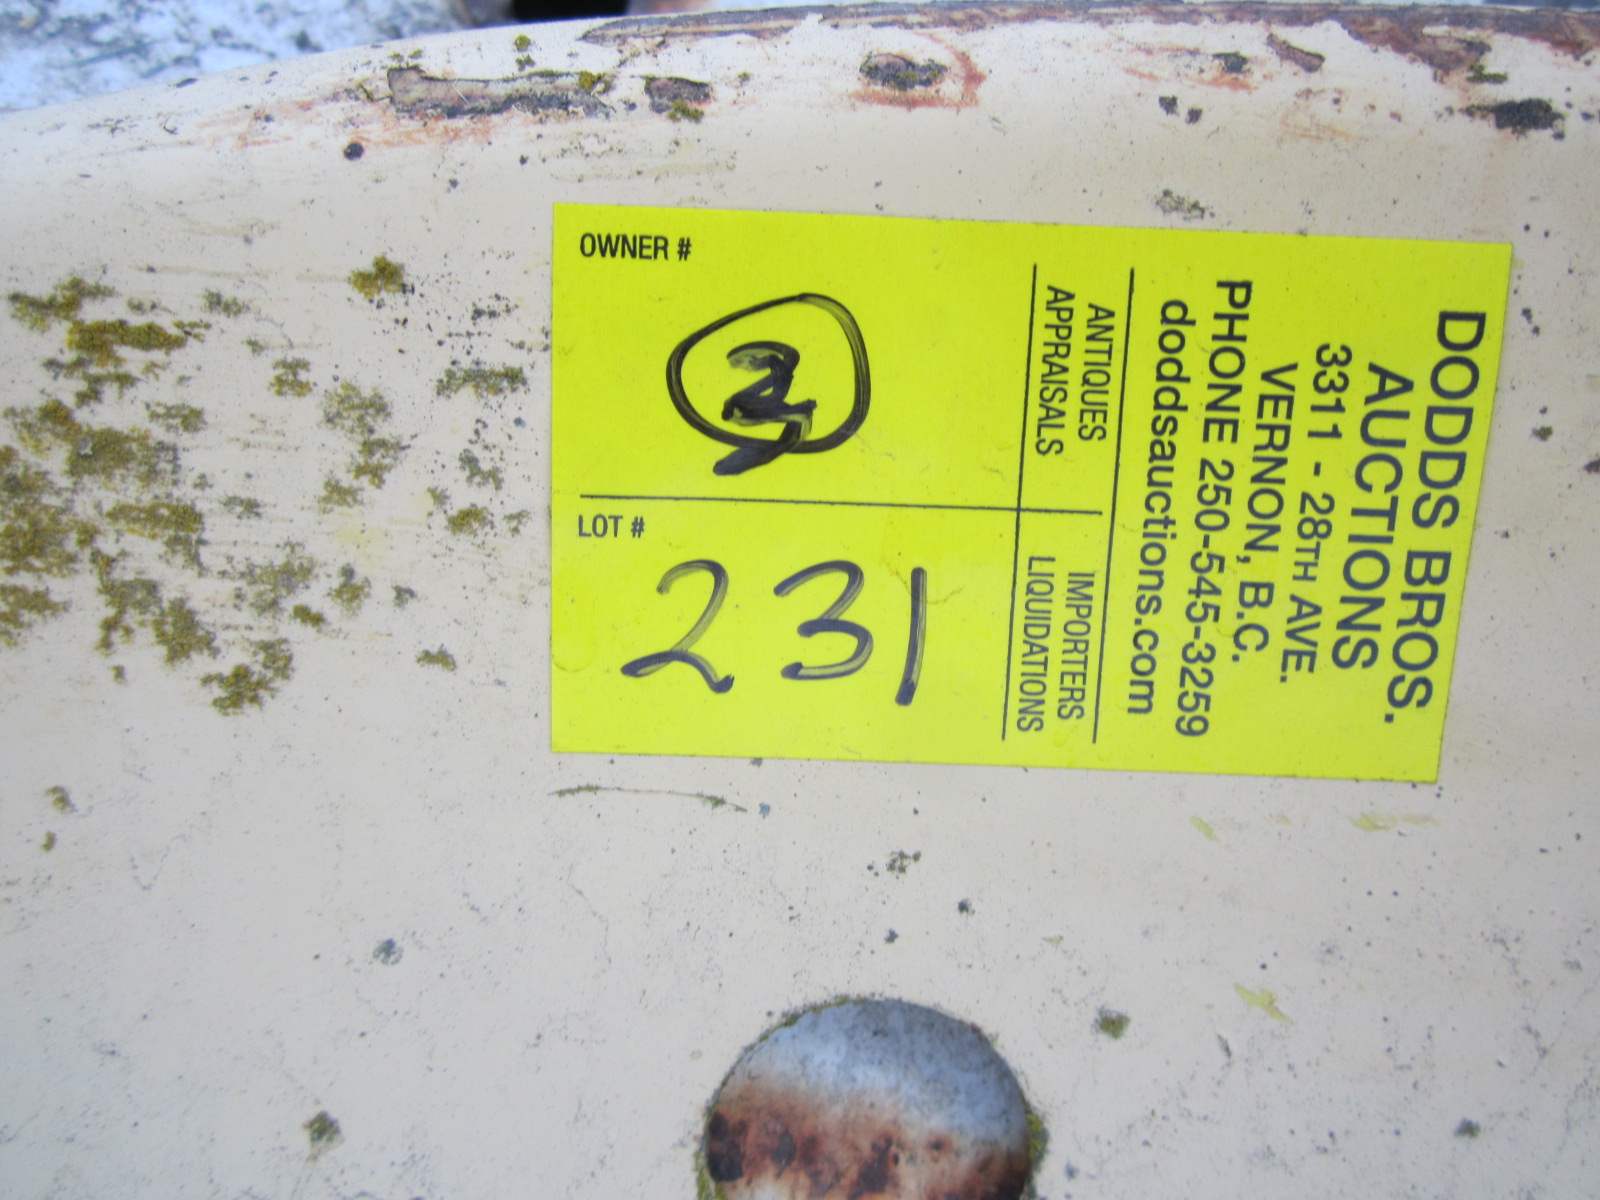 DODDS BROS.
AUCTIONS
3311 - 28TH AVE.
VERNON, B.C.
PHONE 250-545-3259
doddsauctions.com
ANTIQUES
APPRAISALS
IMPORTERS
LIQUIDATIONS
OWNER #
LOT #
231